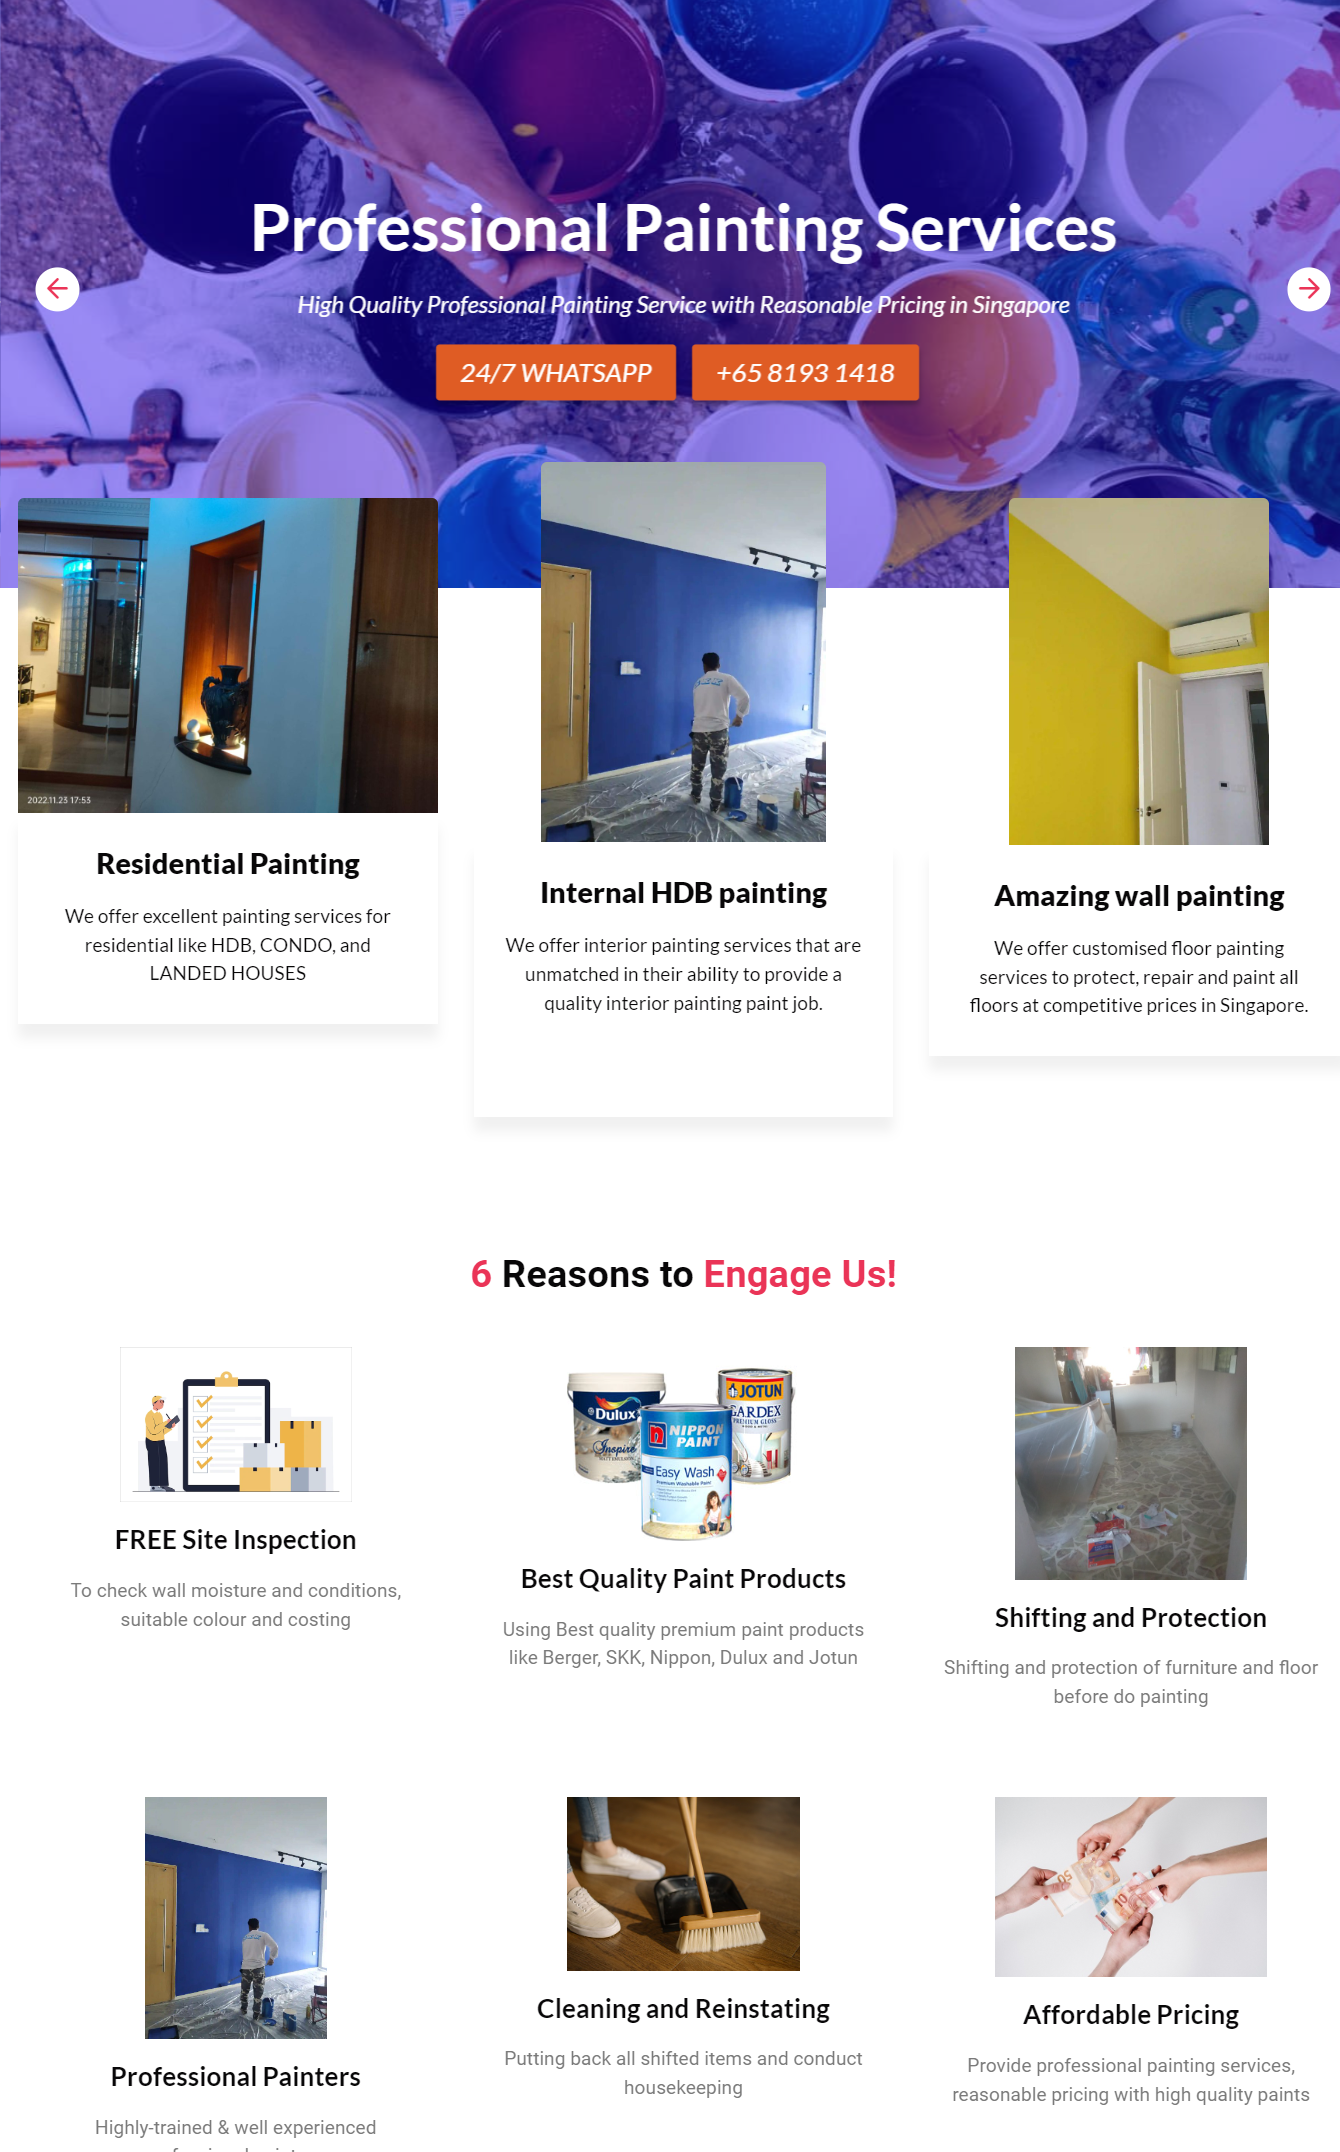 Professional Painting Services
High Quality Professional Painting Service with Reasonable Pricing in Singapore
24/7 WHATSAPP
+65 8193 1418
2022.11.23 17:53
Residential Painting
We offer excellent painting services for
residential like HDB, CONDO, and
LANDED HOUSES
Internal HDB painting
We offer interior painting services that are
unmatched in their ability to provide a
quality interior painting paint job.
Amazing wall painting
We offer customised floor painting
services to protect, repair and paint all
floors at competitive prices in Singapore.
6 Reasons to Engage Us!
FREE Site Inspection
To check wall moisture and conditions,
suitable colour and costing
Dulux
Inspire
NIPPON
PAINT
Easy Wash
Premium Washable Paint
JOTUN
GARDEX
PREMIUM GLOSS
Best Quality Paint Products
Using Best quality premium paint products
like Berger, SKK, Nippon, Dulux and Jotun
Shifting and Protection
Shifting and protection of furniture and floor
before do painting
Professional Painters
Highly-trained & well experienced
Cleaning and Reinstating
Putting back all shifted items and conduct
housekeeping
50
10
Affordable Pricing
Provide professional painting services,
reasonable pricing with high quality paints